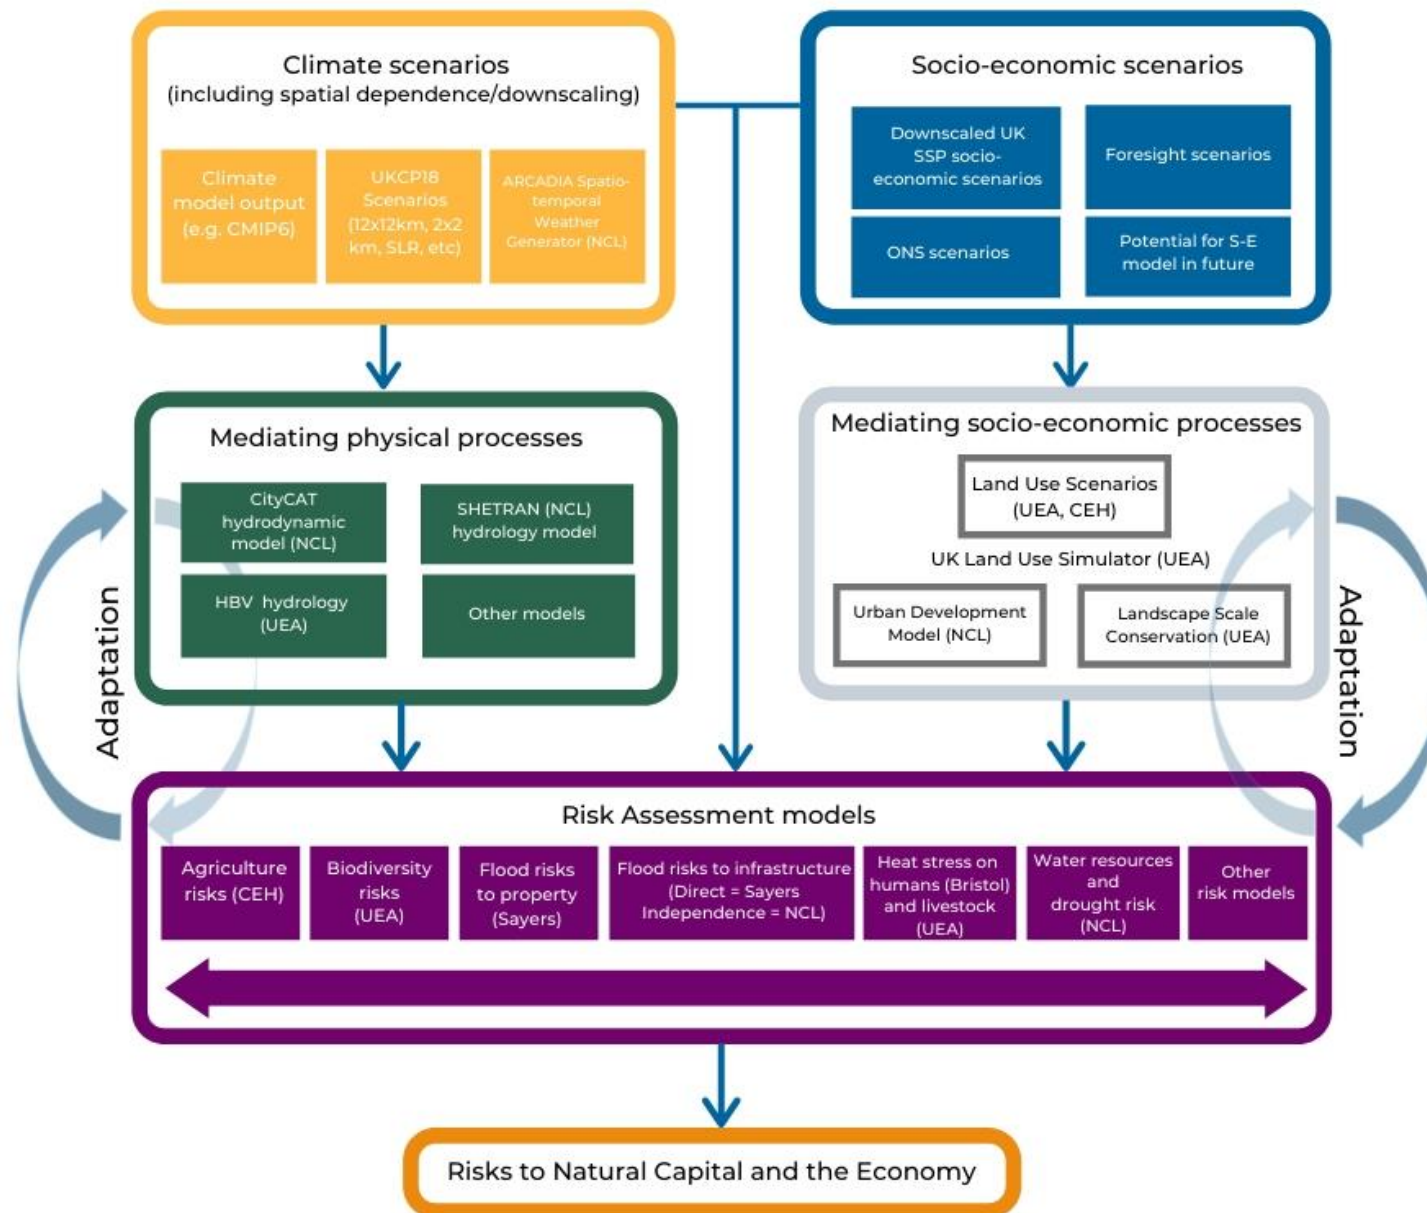 Climate scenarios
(including spatial dependence/downscaling)
Climate
model output
(e.g. CMIP6)
UKCP18
Scenarios
(12x12km, 2x2
km, SLR, etc)
ARCADIA Spatio-
temporal
Weather
Generator (NCL)
Socio-economic scenarios
Downscaled UK
SSP socio-
economic scenarios
Foresight scenarios
ONS scenarios
Potential for S-E
model in future
Mediating physical processes
CityCAT
hydrodynamic
model (NCL)
SHETRAN (NCL)
hydrology model
HBV hydrology
(UEA)
Other models
Mediating socio-economic processes
Land Use Scenarios
(UEA, CEH)
UK Land Use Simulator (UEA)
Urban Development
Model (NCL)
Landscape Scale
Conservation (UEA)
Adaptation
Adaptation
Risk Assessment models
Agriculture
risks (CEH)
Biodiversity
risks
(UEA)
Flood risks
to property
(Sayers)
Flood risks to infrastructure
(Direct = Sayers
Independence = NCL)
Heat stress on
humans (Bristol)
and livestock
(UEA)
Water resources
and
drought risk
(NCL)
Other
risk models
Risks to Natural Capital and the Economy